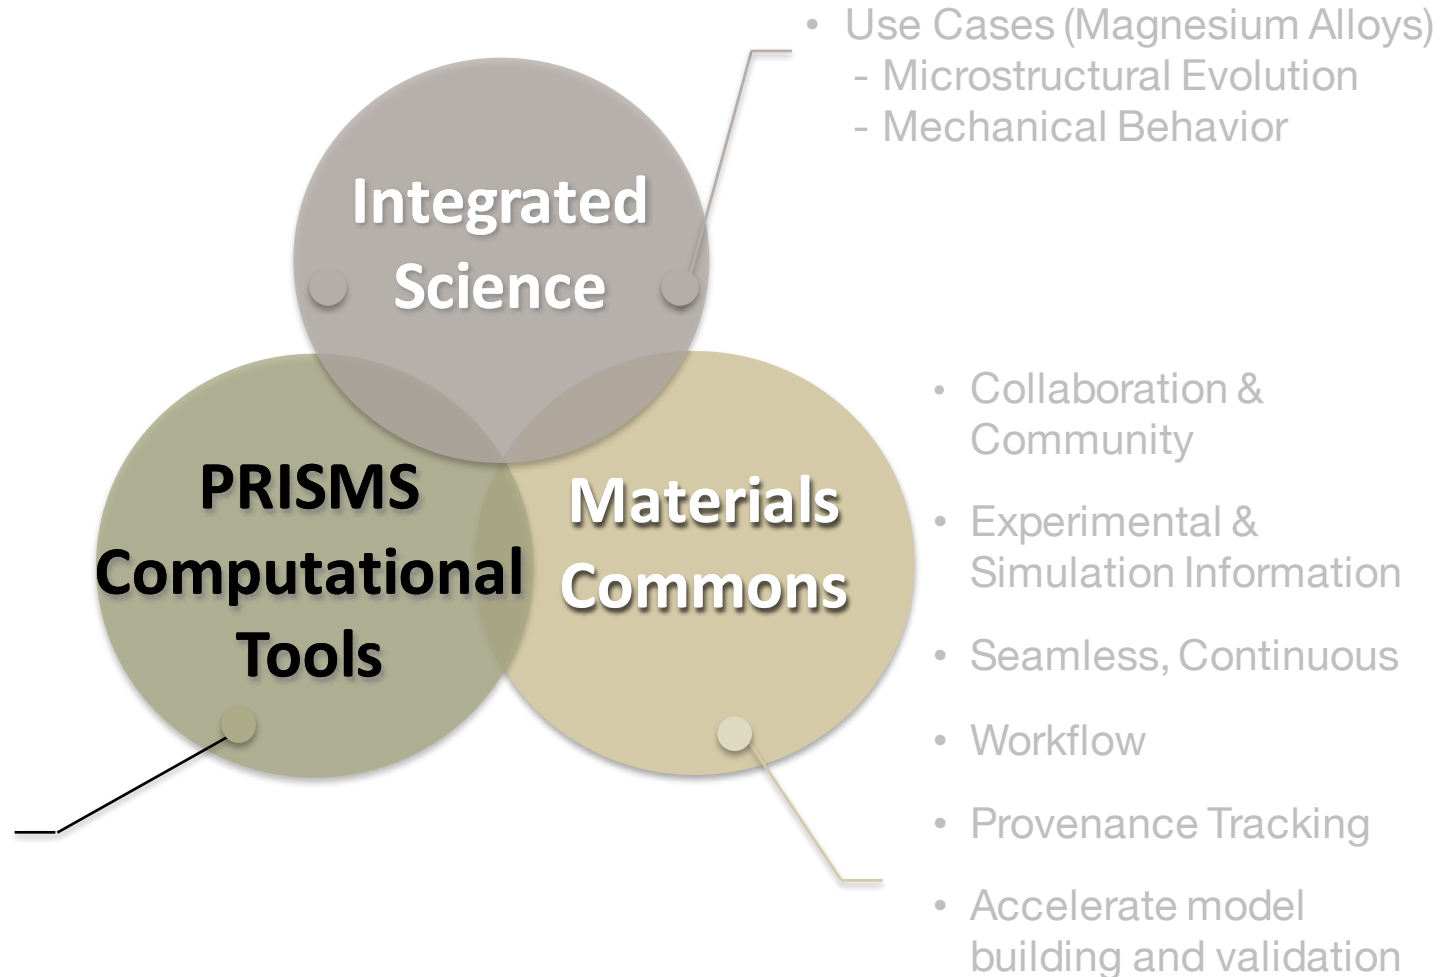 • Use Cases (Magnesium Alloys)
- Microstructural Evolution
- Mechanical Behavior
Integrated
Science
PRISMS
Computational
Tools
Materials
Commons
• Collaboration &
Community
• Experimental &
Simulation Information
• Seamless, Continuous
• Workflow
• Provenance Tracking
• Accelerate model
building and validation